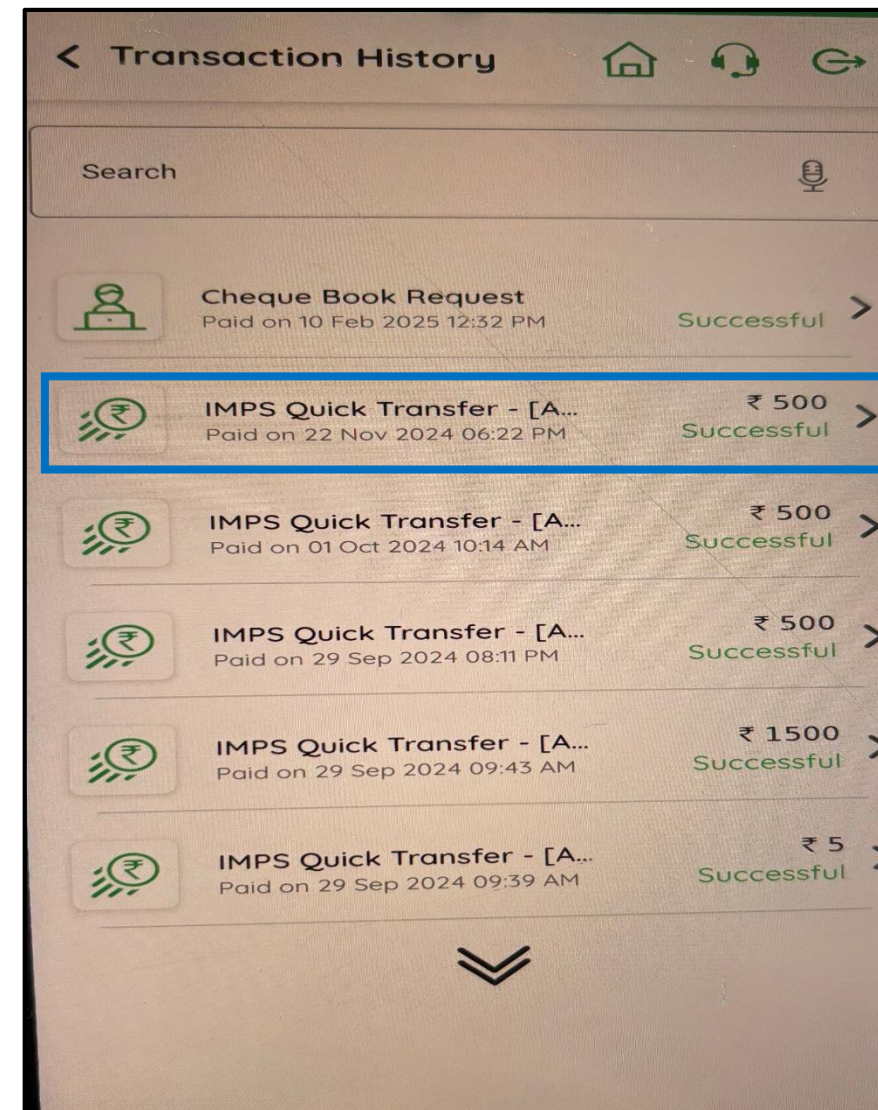 Transaction History
Search
Cheque Book Request
Paid on 10 Feb 2025 12:32 PM
Successful
IMPS Quick Transfer - [A...
₹ 500
Paid on 22 Nov 2024 06:22 PM
Successful
IMPS Quick Transfer - [A...
₹ 500
Paid on 01 Oct 2024 10:14 AM
Successful
IMPS Quick Transfer - [A...
₹ 500
Paid on 29 Sep 2024 08:11 PM
Successful
IMPS Quick Transfer - [A...
₹ 1500
Paid on 29 Sep 2024 09:43 AM
Successful
IMPS Quick Transfer - [A...
₹ 5
Paid on 29 Sep 2024 09:39 AM
Successful